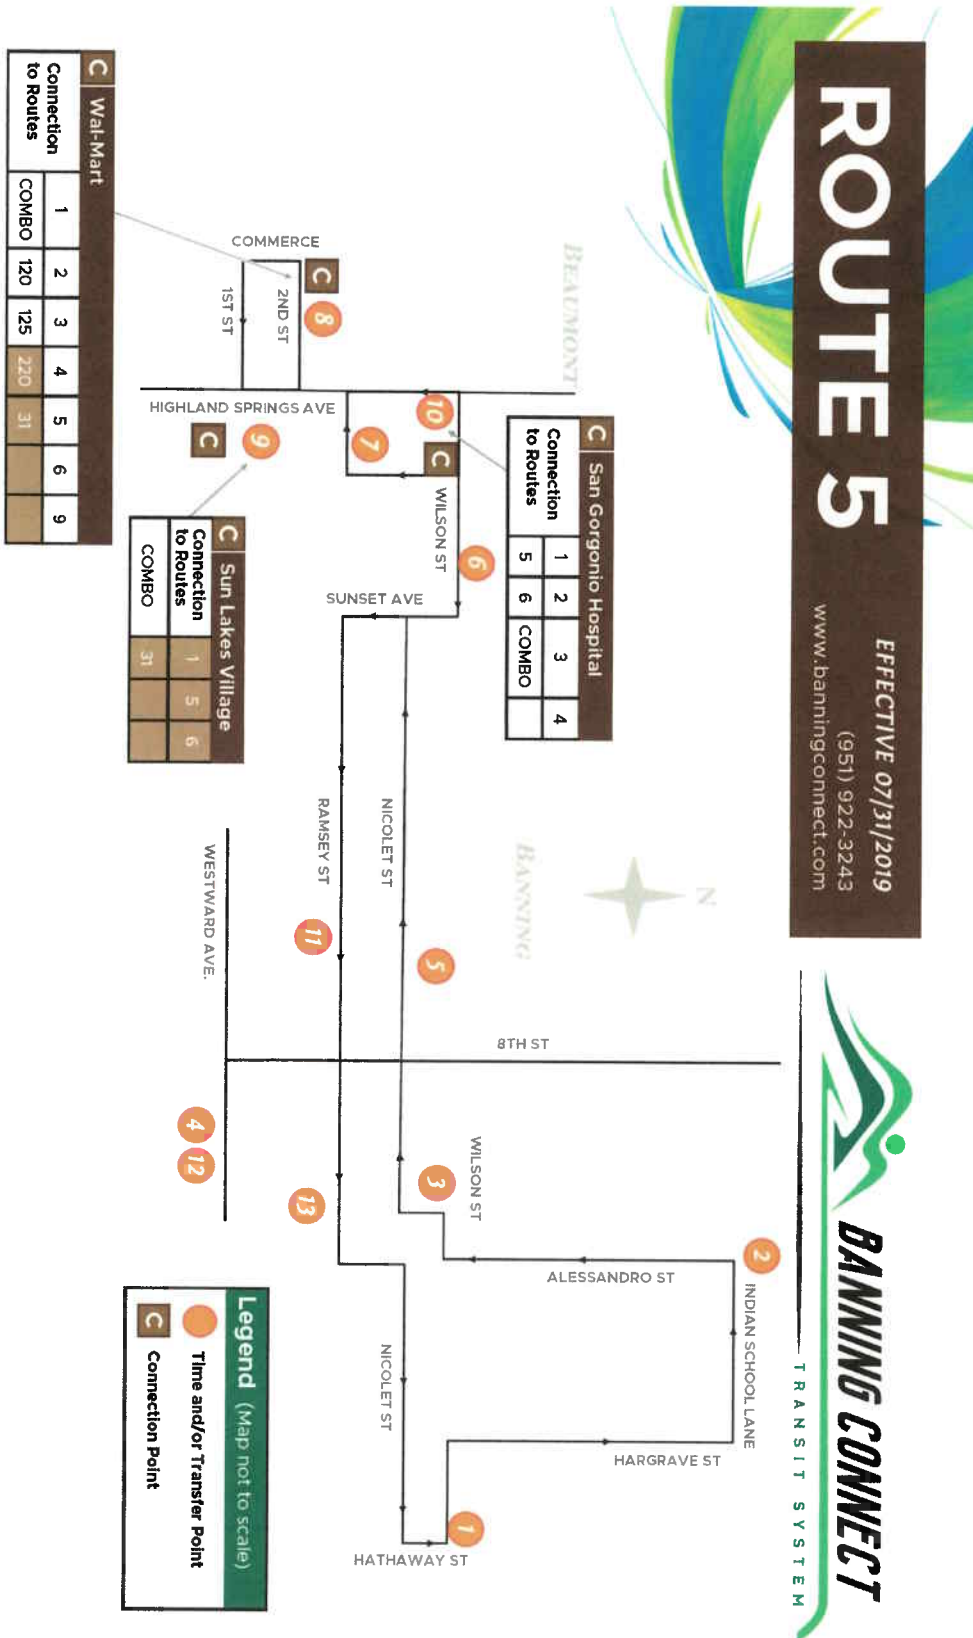 ROUTE 5
EFFECTIVE 07/31/2019
(951) 922-3243
www.banningconnect.com
BANNING CONNECT
TRANSIT SYSTEM
BEAUMONT
BANNING
N
C San Gorgonio Hospital
Connection to Routes
1 2 3 4
5 6 COMBO
C Wal-Mart
Connection to Routes
1 2 3 4 5 6 9
COMBO 120 125 220 31
C Sun Lakes Village
Connection to Routes
1 5 6
COMBO 31
COMMERCE
2ND ST
1ST ST
HIGHLAND SPRINGS AVE
WILSON ST
SUNSET AVE
NICOLET ST
RAMSEY ST
WESTWARD AVE.
8TH ST
WILSON ST
ALESSANDRO ST
INDIAN SCHOOL LANE
HARGRAVE ST
NICOLET ST
HATHAWAY ST
C
8
10
C
7
9
C
6
5
11
4
12
3
13
2
1
Legend (Map not to scale)
Time and/or Transfer Point
C Connection Point